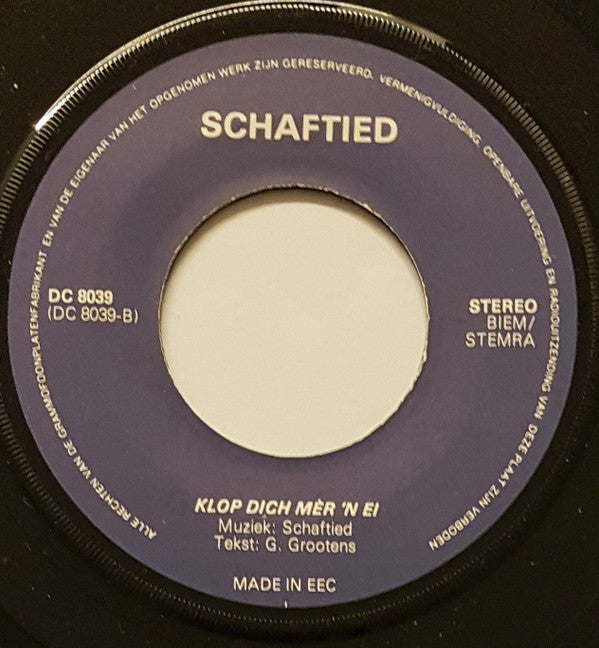 ALLE RECHTEN VAN DE GRAMMOFOONPLATENFABRIKANT EN VAN DE EIGENAAR VAN HET OPGENOMEN WERK ZIJN GERESERVEERD. VERMENIGVULDIGING, OPENBARE UITVOERING EN RADIOUITZENDING VAN DEZE PLAAT ZIJN VERBODEN
SCHAFTIED
DC 8039
(DC 8039-B)
STEREO
BIEM/
STEMRA
KLOP DICH MÈR 'N EI
Muziek: Schaftied
Tekst: G. Grootens
MADE IN EEC